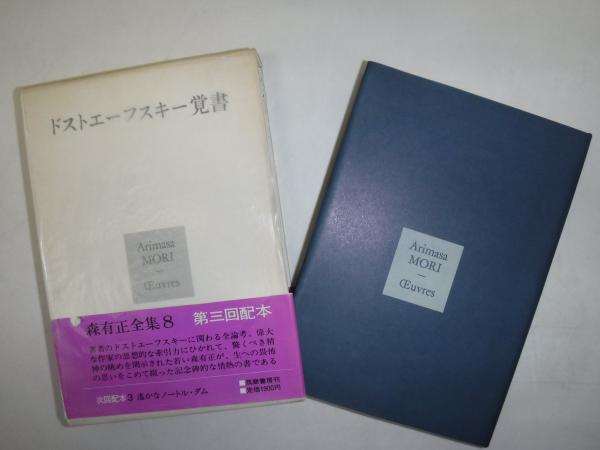 ドストエーフスキー覚書
Arimasa
MORI
—
Œuvres
森有正全集8
第三回配本
著者のドストエーフスキーに関わる全論考。偉大
な作家の思想的な牽引力にひかれて、驚くべき精
神の眺めを開示された若い森有正が、生への畏怖
の思いをこめて綴った記念碑的な情熱の書である
次回配本3 遙かなノートル・ダム
■筑摩書房刊
■定価1900円
Arimasa
MORI
—
Œuvres